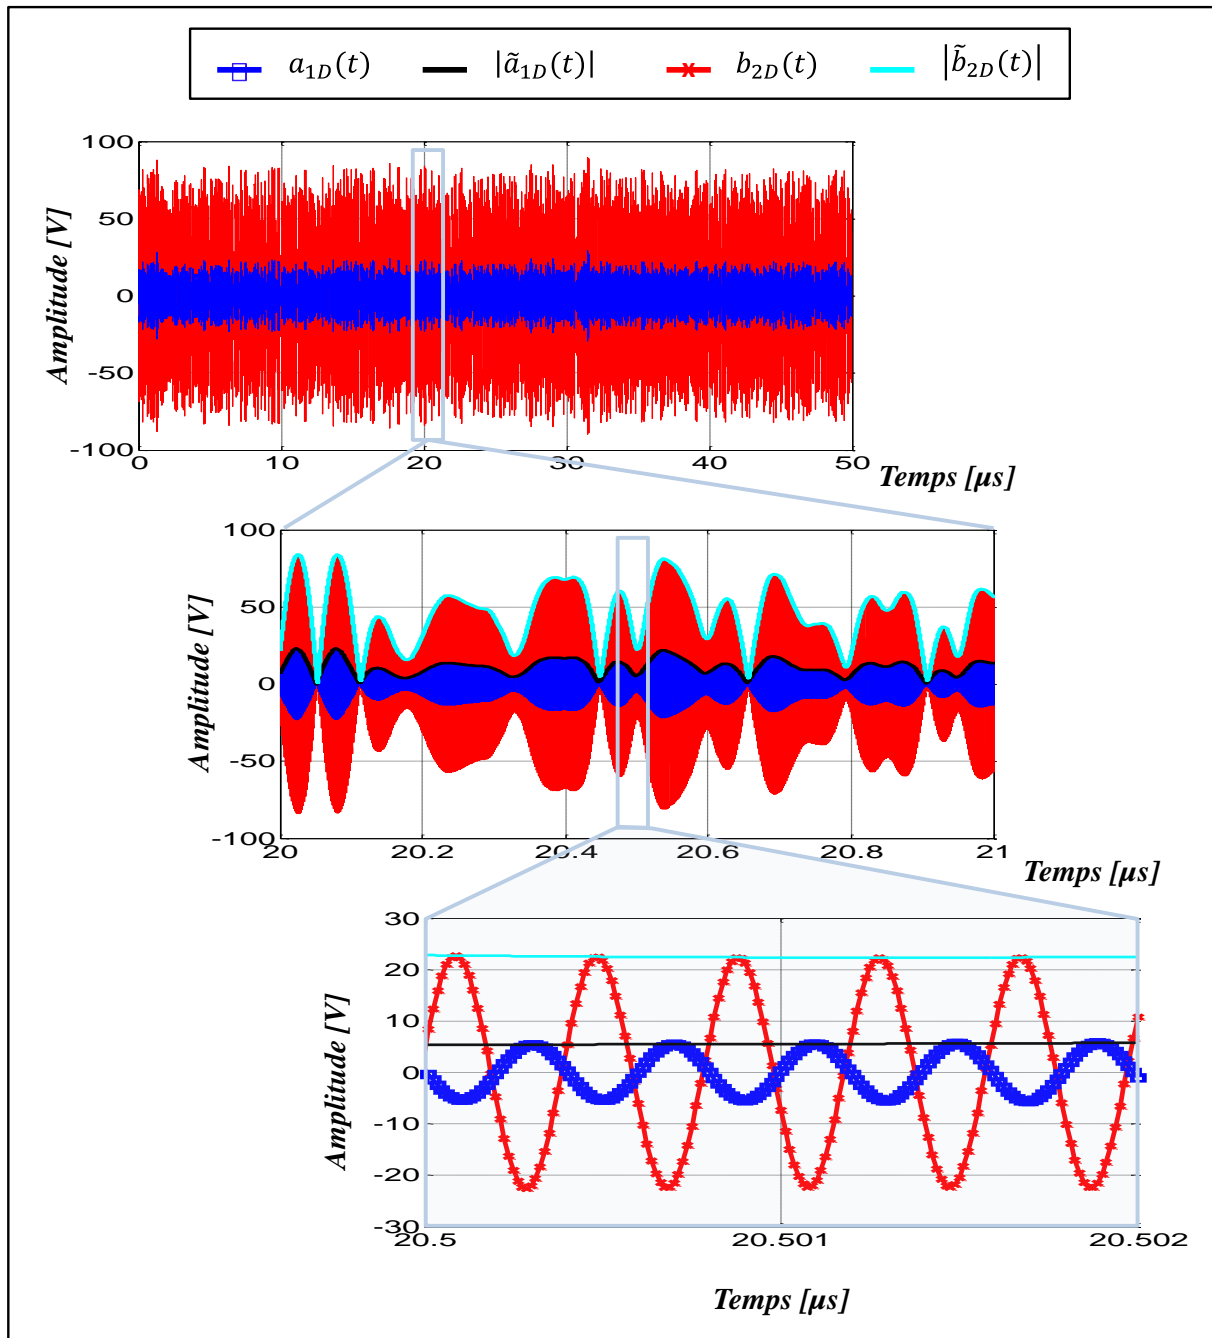 a₁D(t) |ã₁D(t)| b₂D(t) |b̃₂D(t)|
100
50
0
-50
-100
Amplitude [V]
0 10 20 30 40 50
Temps [µs]
100
50
0
-50
-100
Amplitude [V]
20 20.2 20.4 20.6 20.8 21
Temps [µs]
30
20
10
0
-10
-20
-30
Amplitude [V]
20.5 20.501 20.502
Temps [µs]